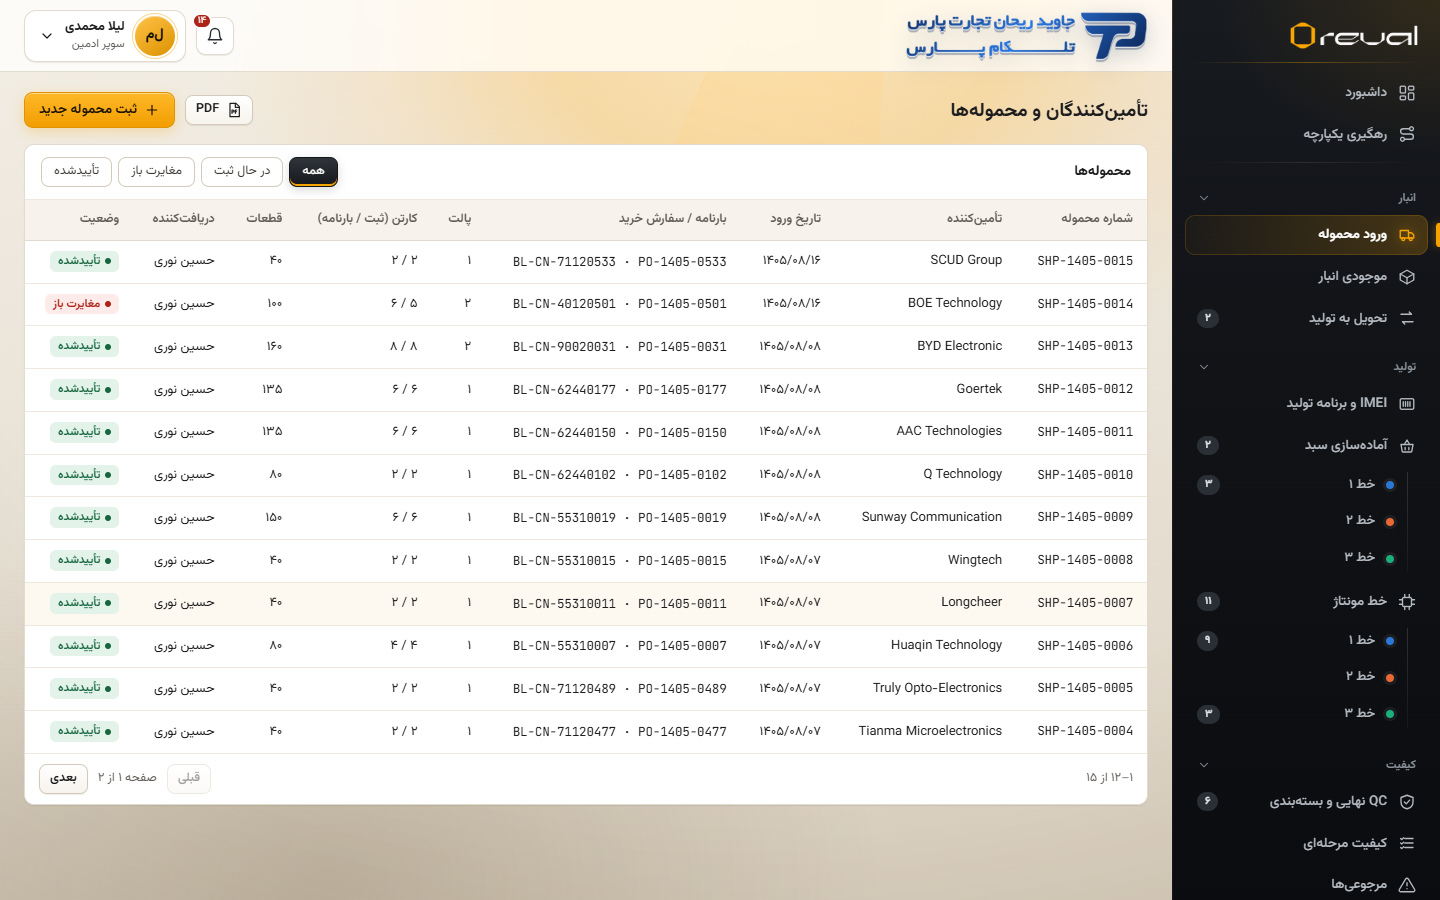 oreval
داشبورد
رهگیری یکپارچه
انبار
ورود محموله
موجودی انبار
تحویل به تولید ۲
تولید
IMEI و برنامه تولید
آماده‌سازی سبد ۲
خط ۱ ۳
خط ۲
خط ۳
خط مونتاژ ۱۱
خط ۱ ۹
خط ۲
خط ۳ ۳
کیفیت
QC نهایی و بسته‌بندی ۶
کیفیت مرحله‌ای
مرجوعی‌ها
جاوید ریحان تجارت پارس
تلکام پارس
۱۴
لیلا محمدی
سوپر ادمین
ل‌م
تأمین‌کنندگان و محموله‌ها
PDF
ثبت محموله جدید
محموله‌ها
همه در حال ثبت مغایرت باز تأییدشده
شماره محموله تأمین‌کننده تاریخ ورود بارنامه / سفارش خرید پالت کارتن (ثبت / بارنامه) قطعات دریافت‌کننده وضعیت
SHP-1405-0015 SCUD Group ۱۴۰۵/۰۸/۱۶ BL-CN-71120533 · PO-1405-0533 ۱ ۲ / ۲ ۴۰ حسین نوری تأییدشده
SHP-1405-0014 BOE Technology ۱۴۰۵/۰۸/۱۶ BL-CN-40120501 · PO-1405-0501 ۲ ۵ / ۶ ۱۰۰ حسین نوری مغایرت باز
SHP-1405-0013 BYD Electronic ۱۴۰۵/۰۸/۰۸ BL-CN-90020031 · PO-1405-0031 ۲ ۸ / ۸ ۱۶۰ حسین نوری تأییدشده
SHP-1405-0012 Goertek ۱۴۰۵/۰۸/۰۸ BL-CN-62440177 · PO-1405-0177 ۱ ۶ / ۶ ۱۳۵ حسین نوری تأییدشده
SHP-1405-0011 AAC Technologies ۱۴۰۵/۰۸/۰۸ BL-CN-62440150 · PO-1405-0150 ۱ ۶ / ۶ ۱۳۵ حسین نوری تأییدشده
SHP-1405-0010 Q Technology ۱۴۰۵/۰۸/۰۸ BL-CN-62440102 · PO-1405-0102 ۱ ۲ / ۲ ۸۰ حسین نوری تأییدشده
SHP-1405-0009 Sunway Communication ۱۴۰۵/۰۸/۰۸ BL-CN-55310019 · PO-1405-0019 ۱ ۶ / ۶ ۱۵۰ حسین نوری تأییدشده
SHP-1405-0008 Wingtech ۱۴۰۵/۰۸/۰۷ BL-CN-55310015 · PO-1405-0015 ۱ ۲ / ۲ ۴۰ حسین نوری تأییدشده
SHP-1405-0007 Longcheer ۱۴۰۵/۰۸/۰۷ BL-CN-55310011 · PO-1405-0011 ۱ ۲ / ۲ ۴۰ حسین نوری تأییدشده
SHP-1405-0006 Huaqin Technology ۱۴۰۵/۰۸/۰۷ BL-CN-55310007 · PO-1405-0007 ۱ ۴ / ۴ ۸۰ حسین نوری تأییدشده
SHP-1405-0005 Truly Opto-Electronics ۱۴۰۵/۰۸/۰۷ BL-CN-71120489 · PO-1405-0489 ۱ ۲ / ۲ ۴۰ حسین نوری تأییدشده
SHP-1405-0004 Tianma Microelectronics ۱۴۰۵/۰۸/۰۷ BL-CN-71120477 · PO-1405-0477 ۱ ۲ / ۲ ۴۰ حسین نوری تأییدشده
۱–۱۲ از ۱۵
قبلی صفحه ۱ از ۲ بعدی